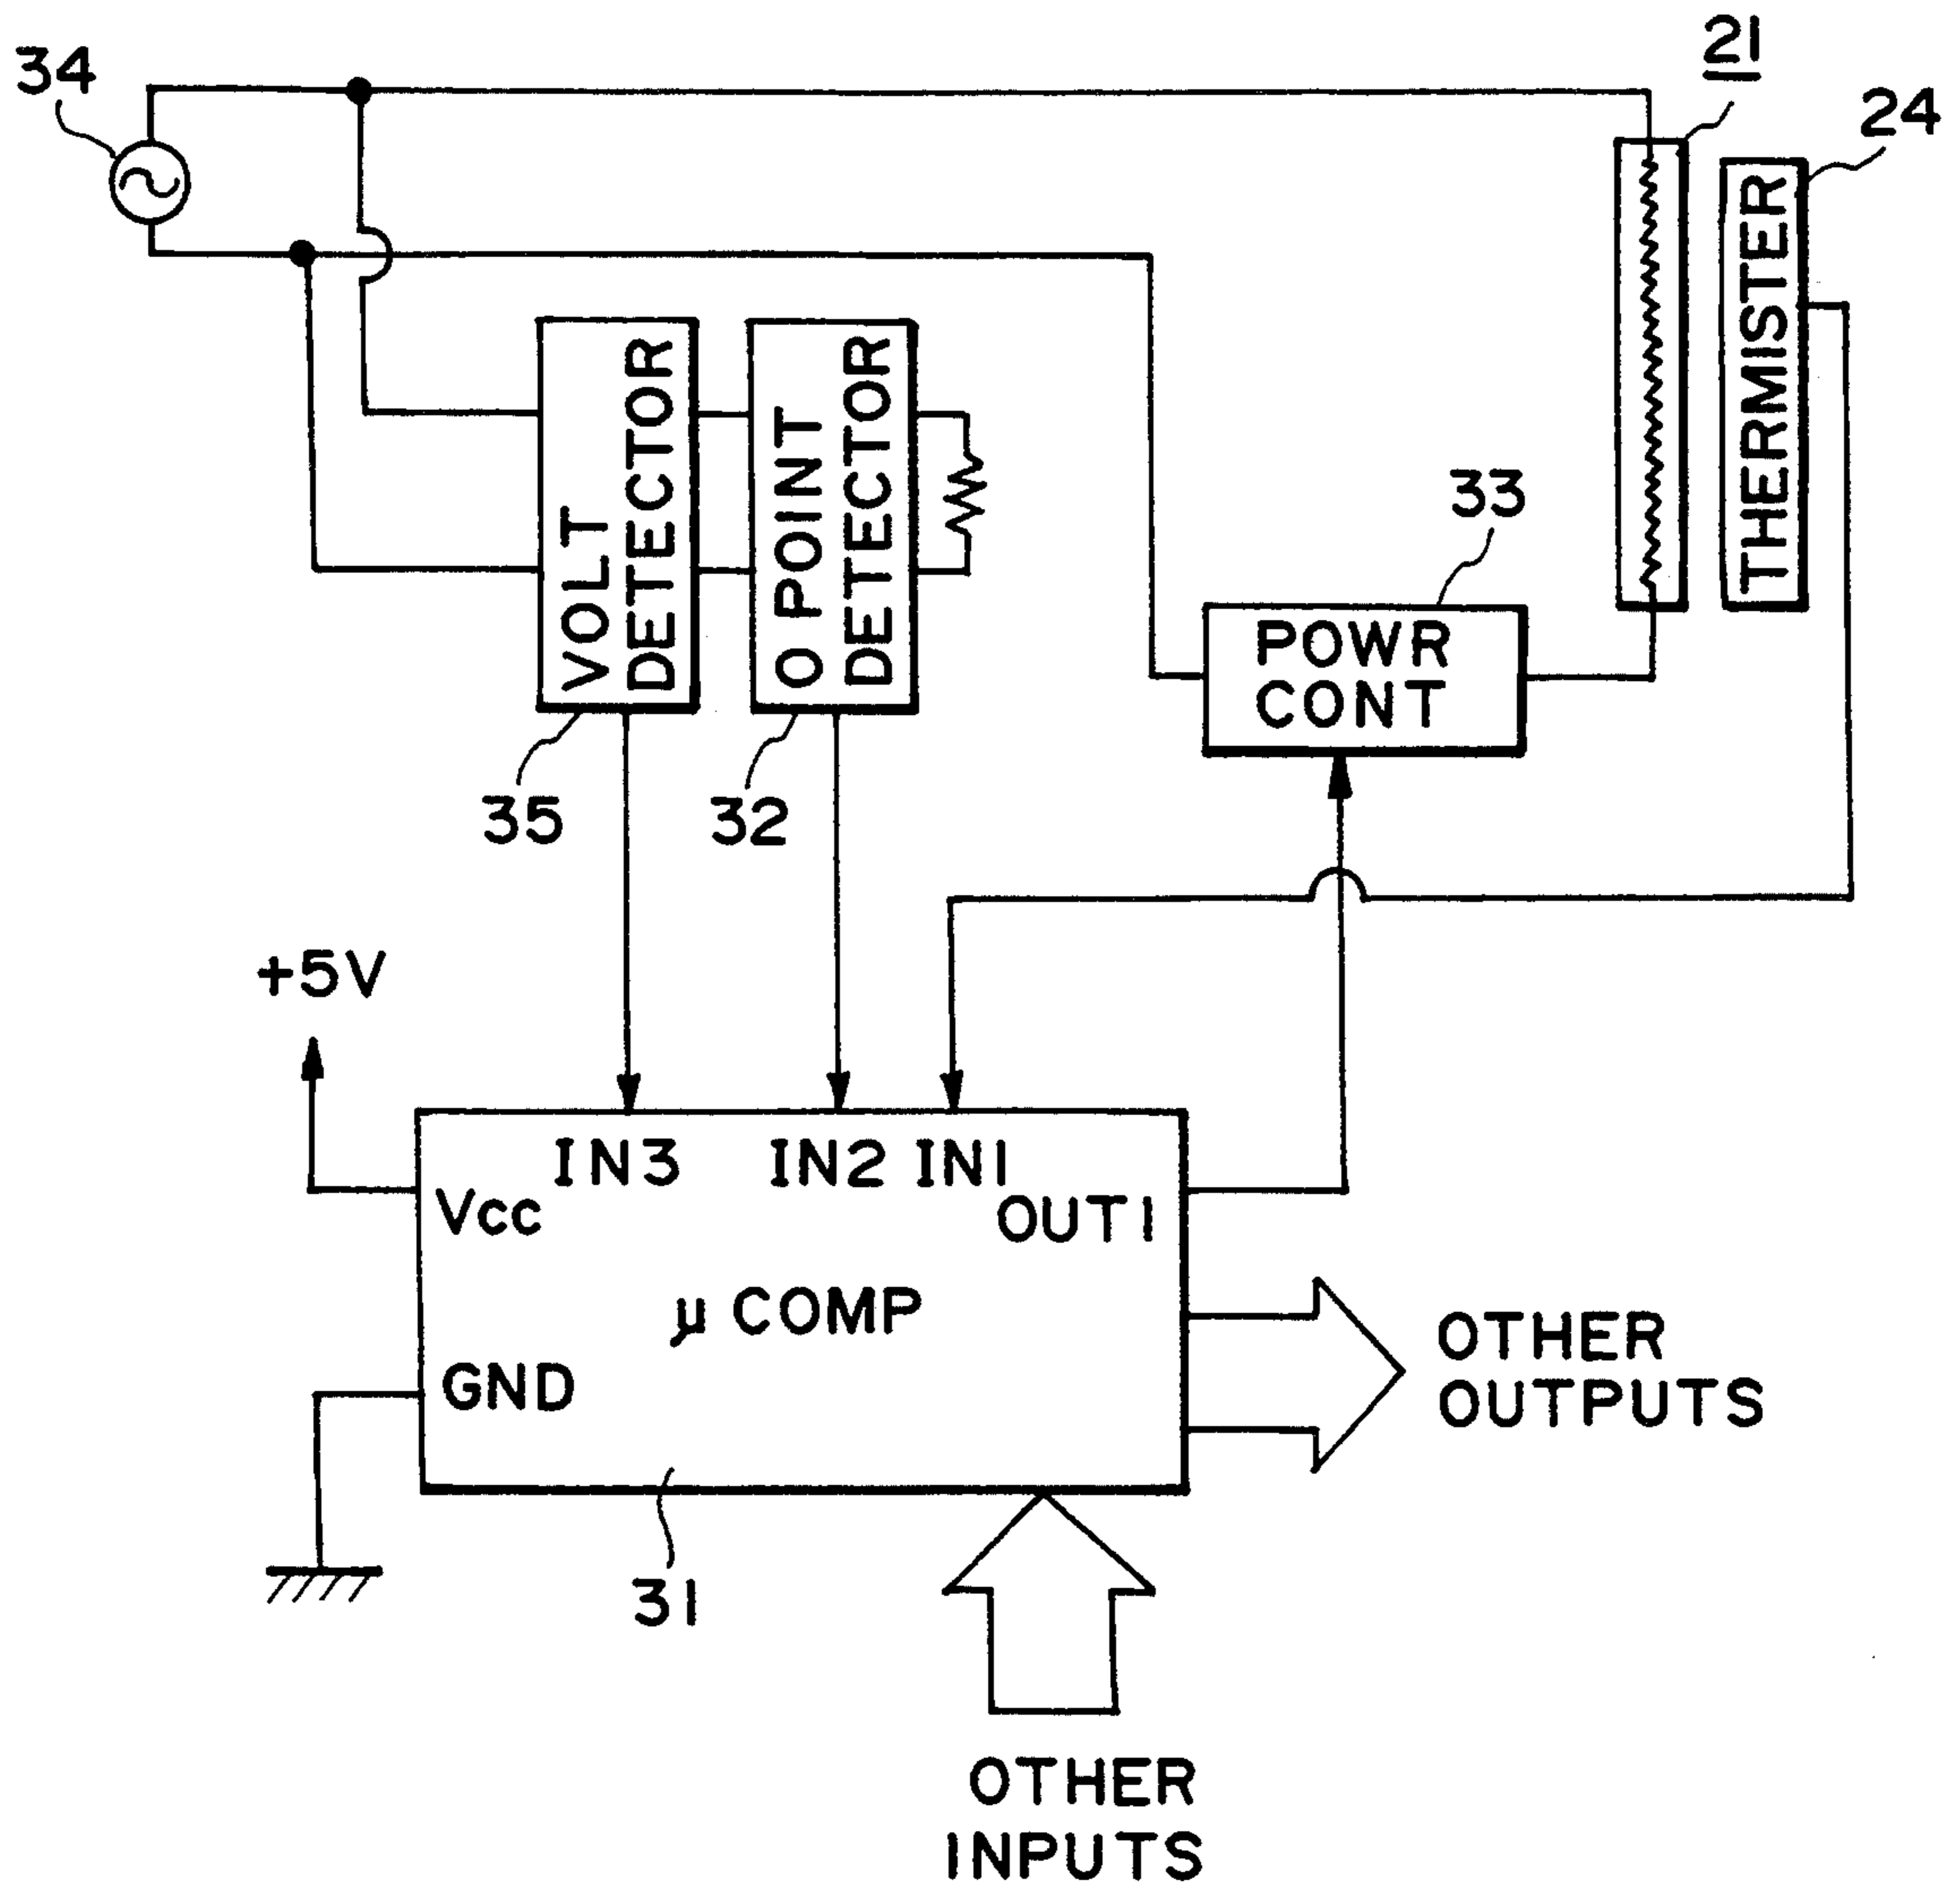 34
21
24
THERMISTER
VOLT
DETECTOR
O POINT
DETECTOR
33
POWR
CONT
35
32
+5V
IN3
IN2
IN1
Vcc
OUT1
μ COMP
GND
OTHER
OUTPUTS
31
OTHER
INPUTS